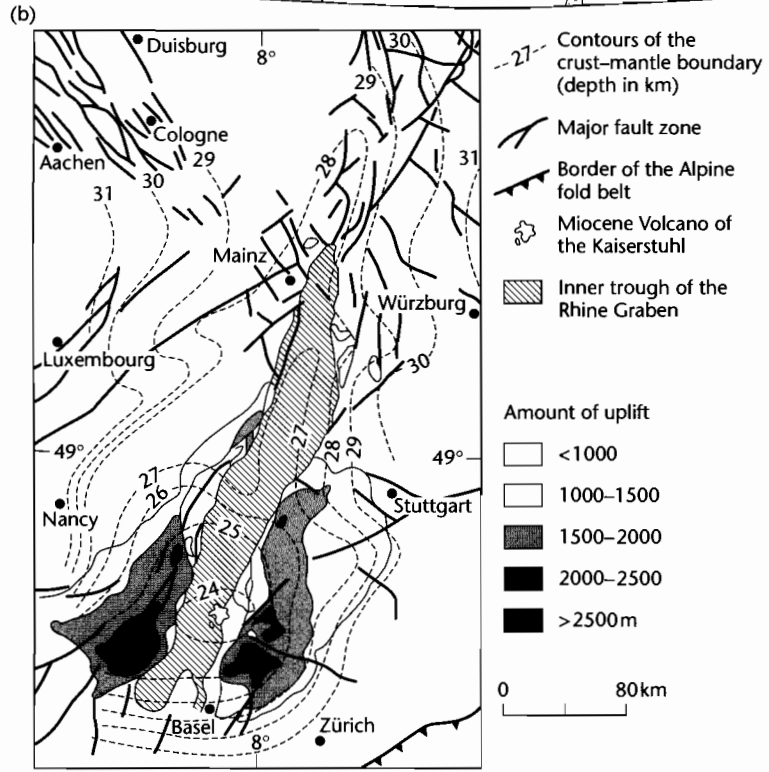 (b)
Duisburg
8°
30
29
Cologne
Aachen
29
28
30
31
31
Mainz
Würzburg
Luxembourg
30
27
28
29
49°
49°
27
26
Nancy
Stuttgart
25
24
Basel
8°
Zürich
27
Contours of the
crust–mantle boundary
(depth in km)
Major fault zone
Border of the Alpine
fold belt
Miocene Volcano of
the Kaiserstuhl
Inner trough of the
Rhine Graben
Amount of uplift
<1000
1000–1500
1500–2000
2000–2500
>2500m
0 80km